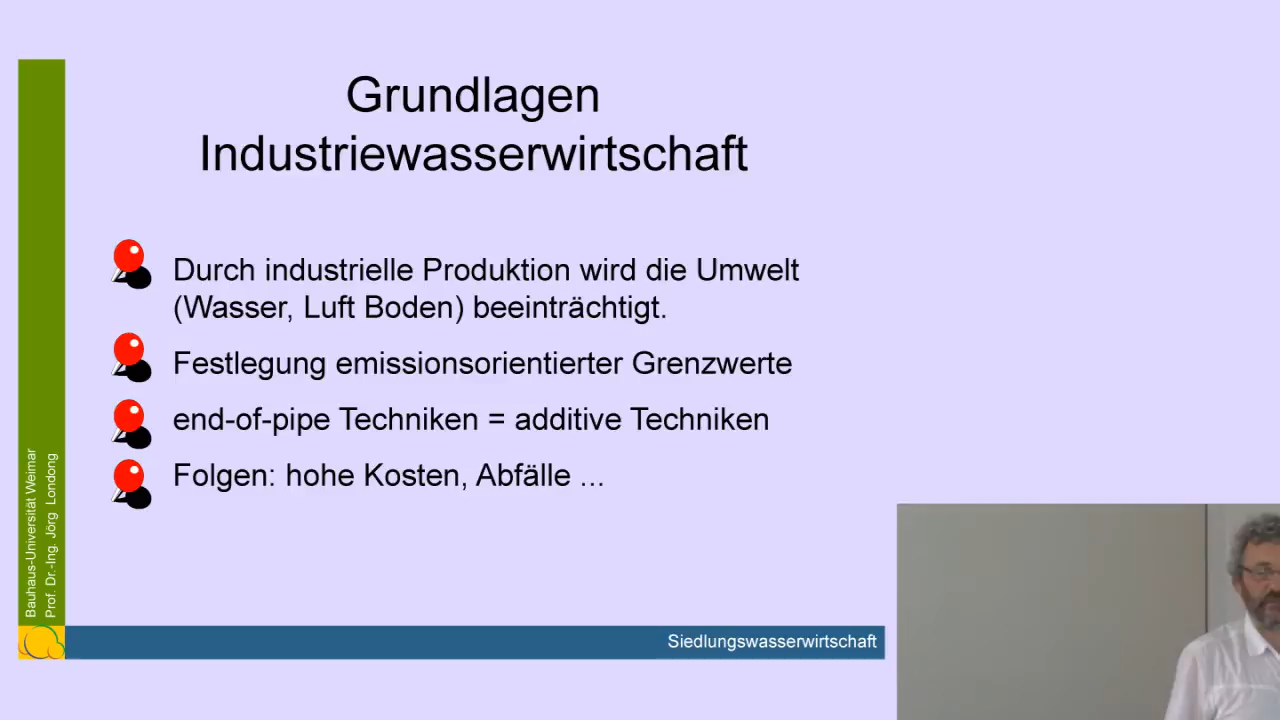 Grundlagen
Industriewasserwirtschaft
Durch industrielle Produktion wird die Umwelt
(Wasser, Luft Boden) beeinträchtigt.
Festlegung emissionsorientierter Grenzwerte
end-of-pipe Techniken = additive Techniken
Folgen: hohe Kosten, Abfälle ...
Bauhaus-Universität Weimar
Prof. Dr.-Ing. Jörg Londong
Siedlungswasserwirtschaft